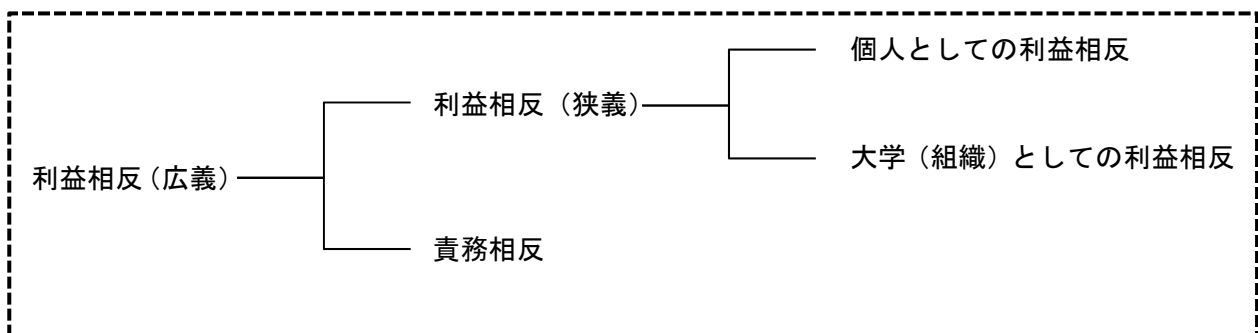 個人としての利益相反
利益相反（狭義）
大学（組織）としての利益相反
利益相反（広義）
責務相反